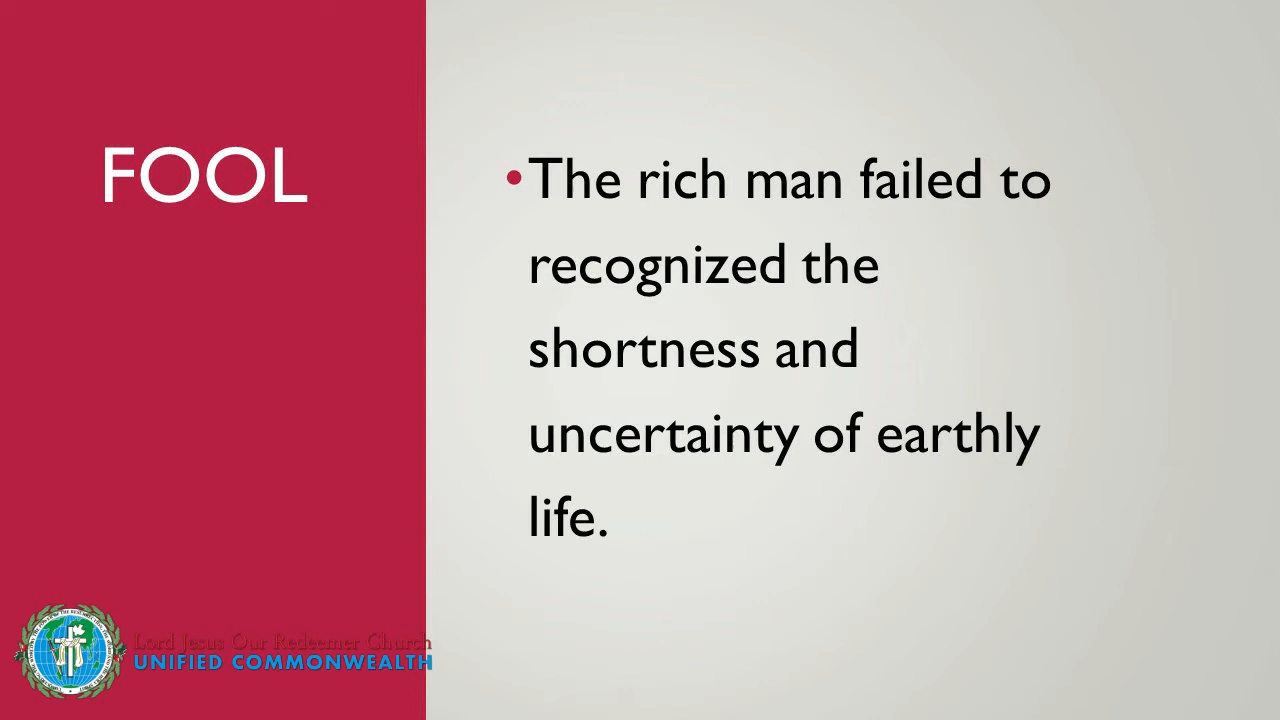 FOOL
•The rich man failed to
recognized the
shortness and
uncertainty of earthly
life.
Lord Jesus Our Redeemer Church
UNIFIED COMMONWEALTH